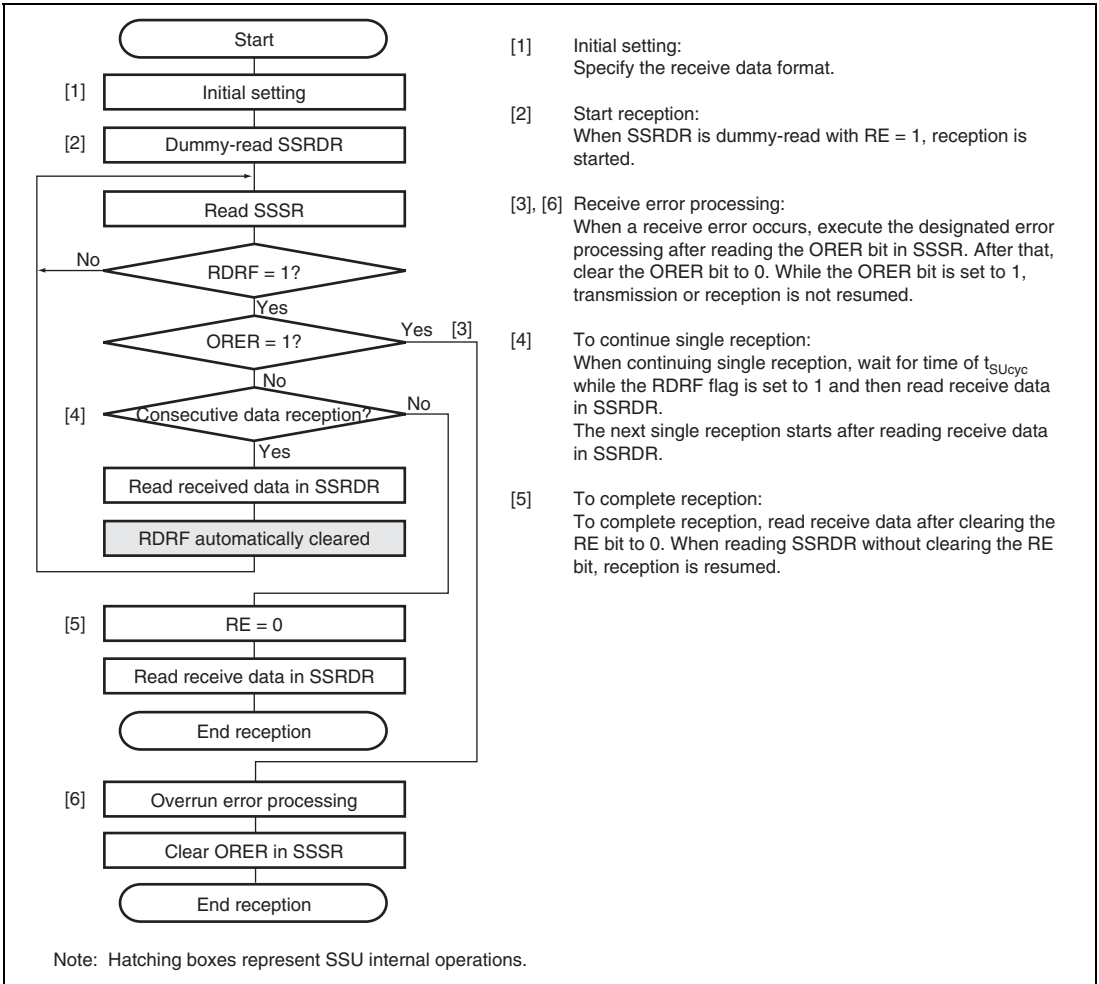 Start
[1] Initial setting
[2] Dummy-read SSRDR
Read SSSR
No
RDRF = 1?
Yes
ORER = 1?
Yes [3]
No
[4] Consecutive data reception?
No
Yes
Read received data in SSRDR
RDRF automatically cleared
[5] RE = 0
Read receive data in SSRDR
End reception
[6] Overrun error processing
Clear ORER in SSSR
End reception
[1] Initial setting:
Specify the receive data format.
[2] Start reception:
When SSRDR is dummy-read with RE = 1, reception is
started.
[3], [6] Receive error processing:
When a receive error occurs, execute the designated error
processing after reading the ORER bit in SSSR. After that,
clear the ORER bit to 0. While the ORER bit is set to 1,
transmission or reception is not resumed.
[4] To continue single reception:
When continuing single reception, wait for time of tSUcyc
while the RDRF flag is set to 1 and then read receive data
in SSRDR.
The next single reception starts after reading receive data
in SSRDR.
[5] To complete reception:
To complete reception, read receive data after clearing the
RE bit to 0. When reading SSRDR without clearing the RE
bit, reception is resumed.
Note: Hatching boxes represent SSU internal operations.